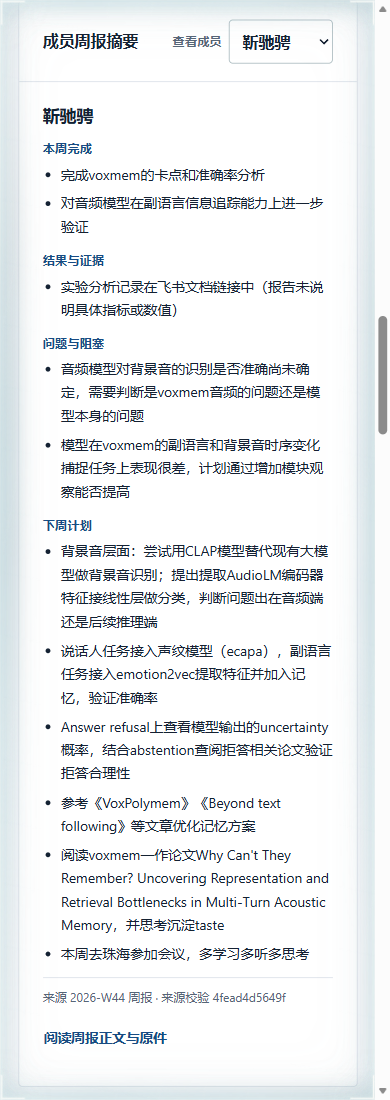 成员周报摘要 查看成员 靳驰骋
靳驰骋
本周完成
• 完成voxmem的卡点和准确率分析
• 对音频模型在副语言信息追踪能力上进一步
验证
结果与证据
• 实验分析记录在飞书文档链接中（报告未说
明具体指标或数值）
问题与阻塞
• 音频模型对背景音的识别是否准确尚未确
定，需要判断是voxmem音频的问题还是模
型本身的问题
• 模型在voxmem的副语言和背景音时序变化
捕捉任务上表现很差，计划通过增加模块观
察能否提高
下周计划
• 背景音层面：尝试用CLAP模型替代现有大模
型做背景音识别；提出提取AudioLM编码器
特征接线性层做分类，判断问题出在音频端
还是后续推理端
• 说话人任务接入声纹模型（ecapa），副语言
任务接入emotion2vec提取特征并加入记
忆，验证准确率
• Answer refusal上查看模型输出的uncertainty
概率，结合abstention查阅拒答相关论文验证
拒答合理性
• 参考《VoxPolymem》《Beyond text
following》等文章优化记忆方案
• 阅读voxmem一作论文Why Can't They
Remember? Uncovering Representation and
Retrieval Bottlenecks in Multi-Turn Acoustic
Memory，并思考沉淀taste
• 本周去珠海参加会议，多学习多听多思考
来源 2026-W44 周报 · 来源校验 4fead4d5649f
阅读周报正文与原件